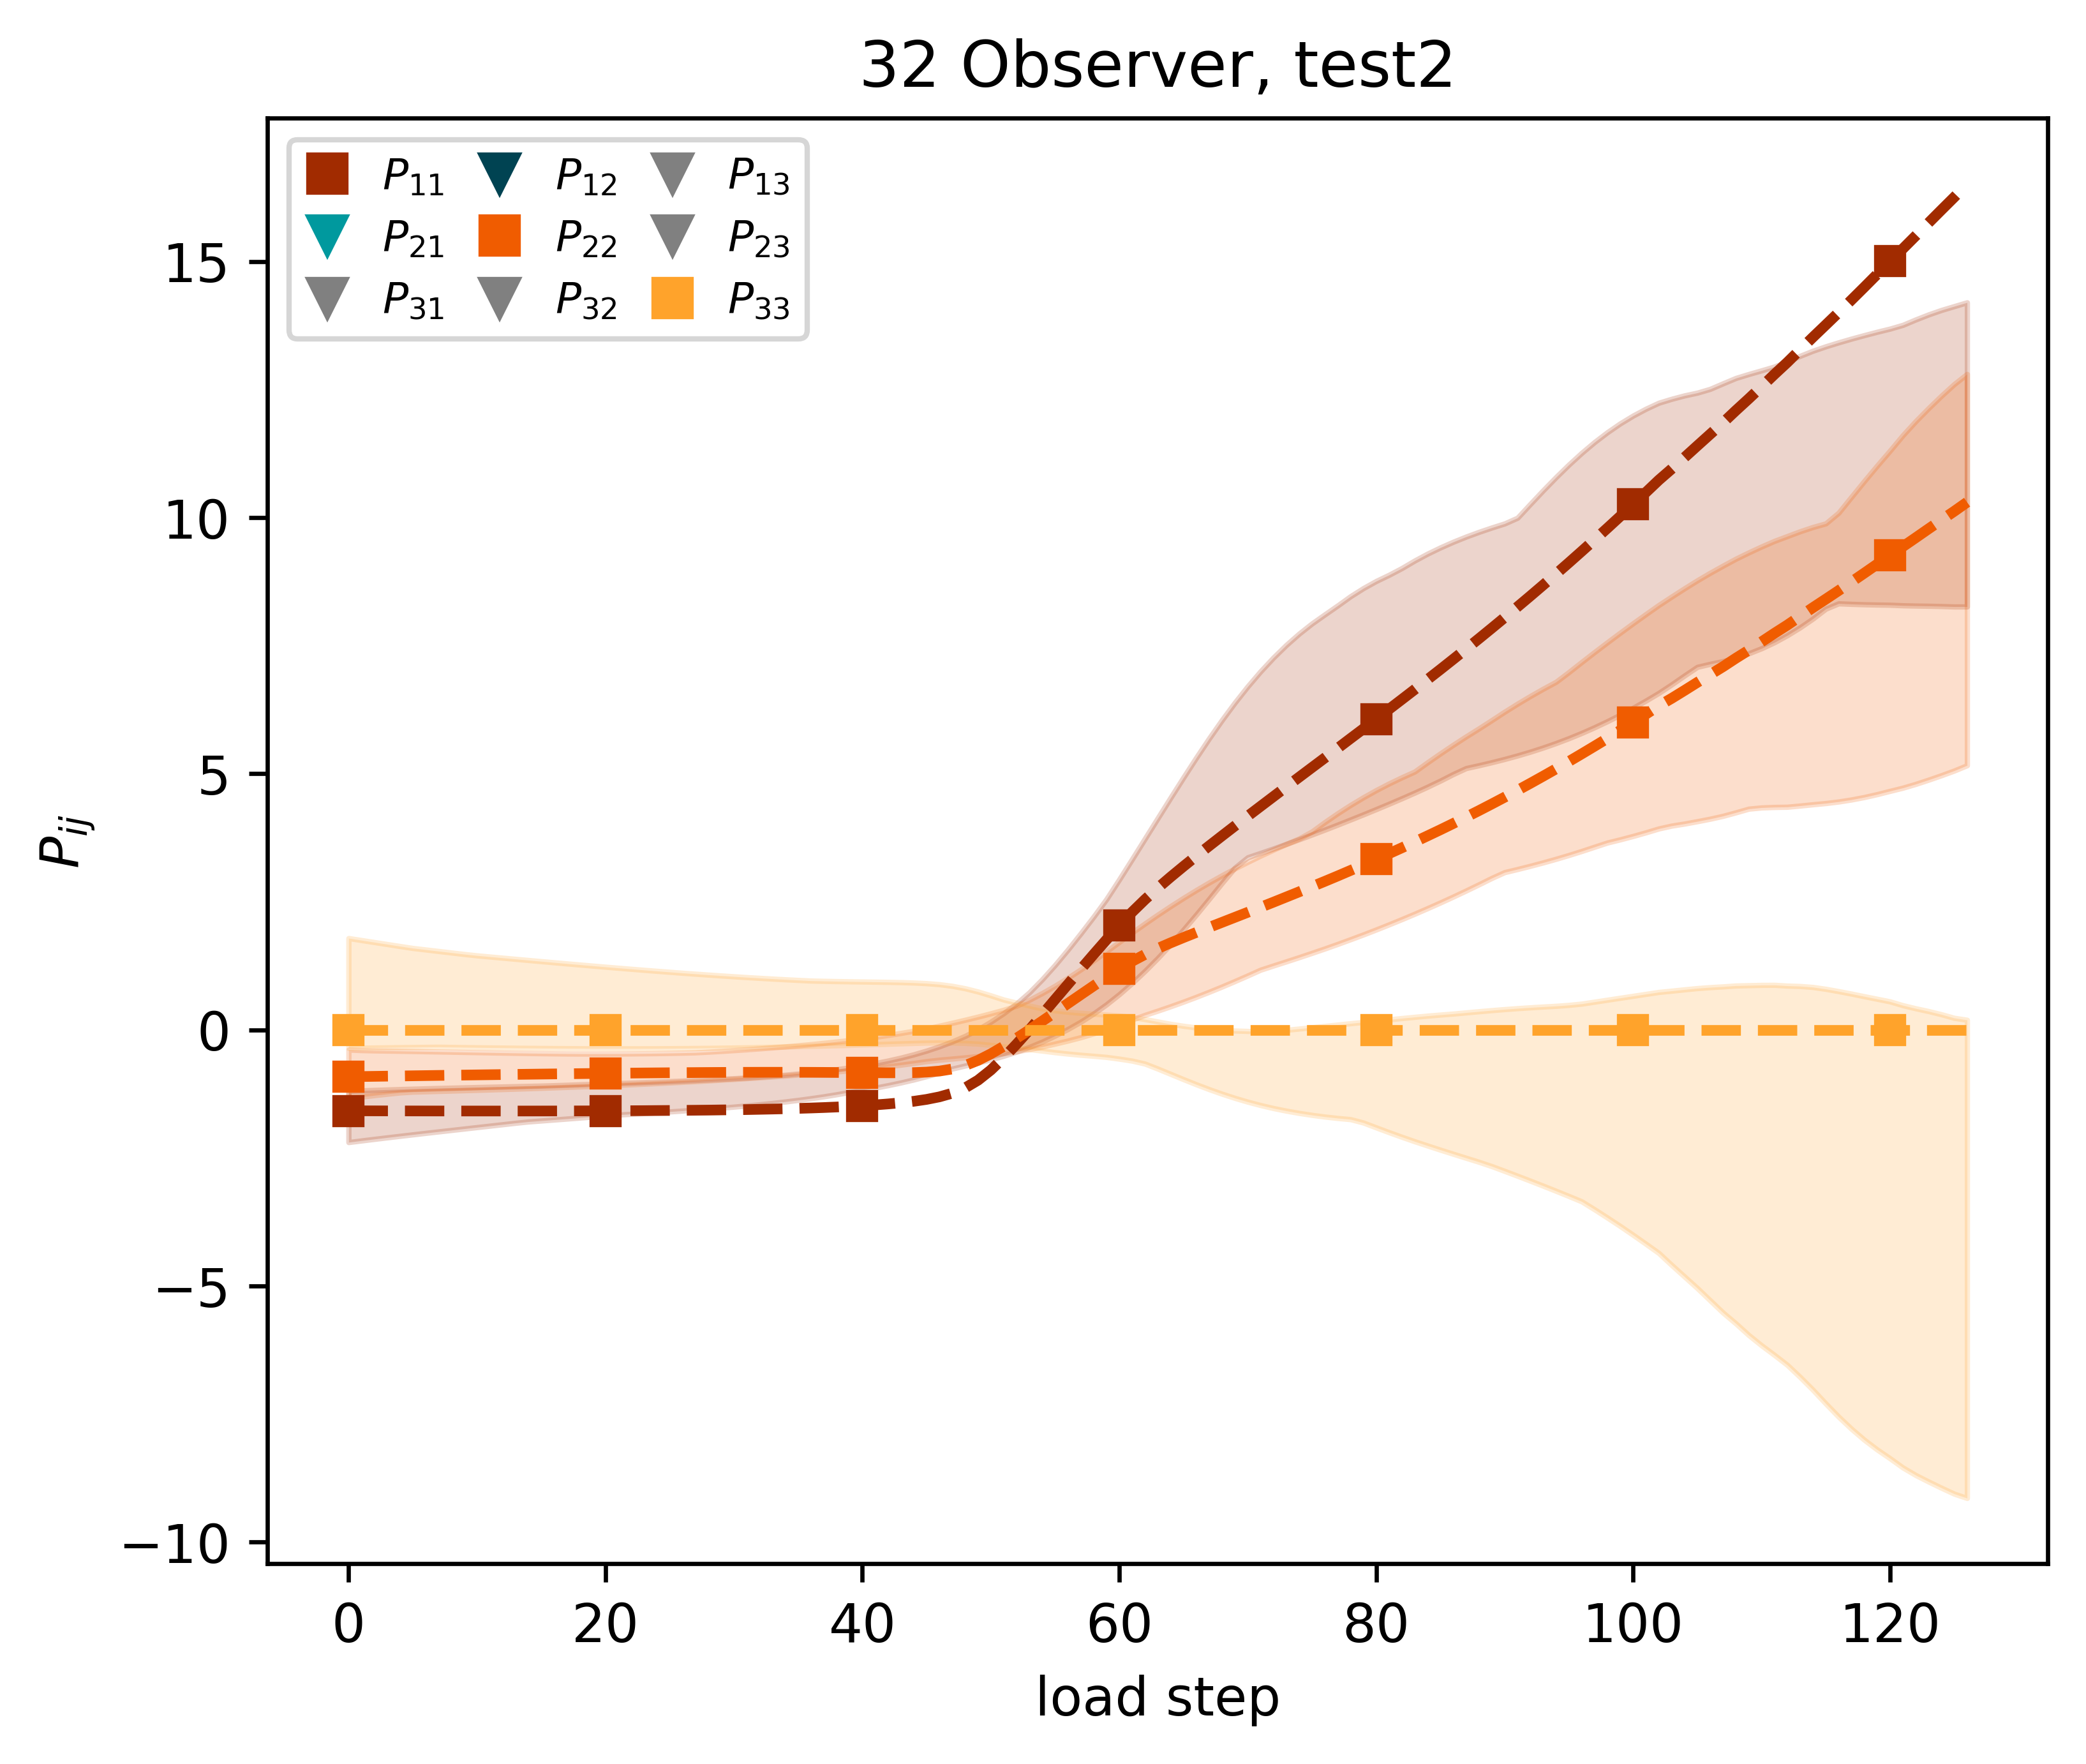 32 Observer, test2
P11 P12 P13
P21 P22 P23
P31 P32 P33
15
10
5
0
−5
−10
Pij
0 20 40 60 80 100 120
load step